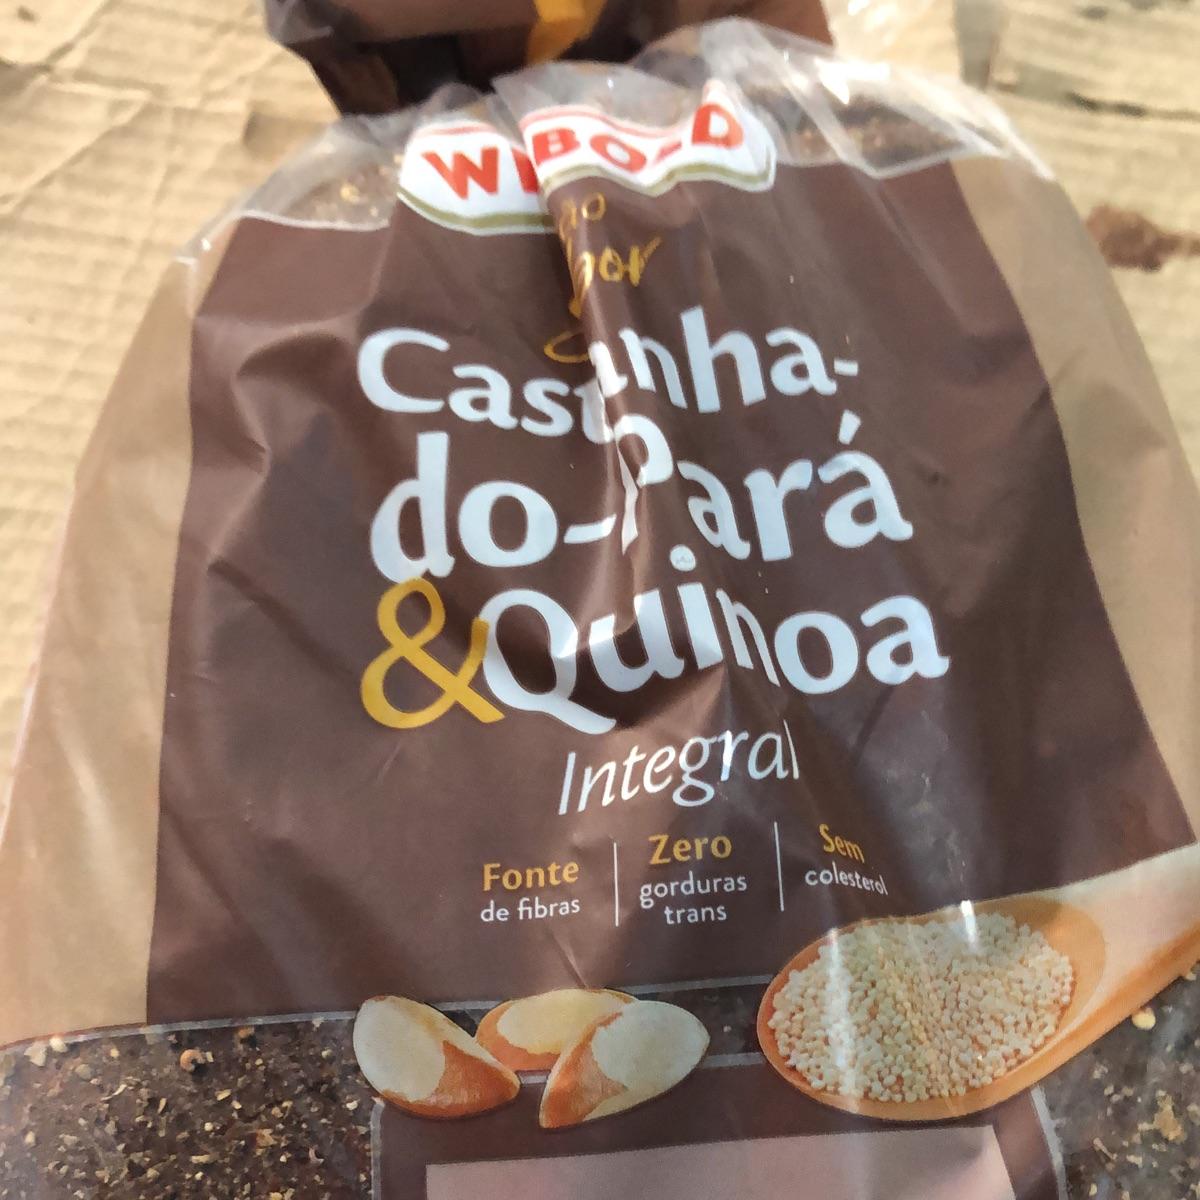 Castanha-
do-Pará
&Quinoa
Integral
Fonte
de fibras
Zero
gorduras
trans
Sem
colesterol